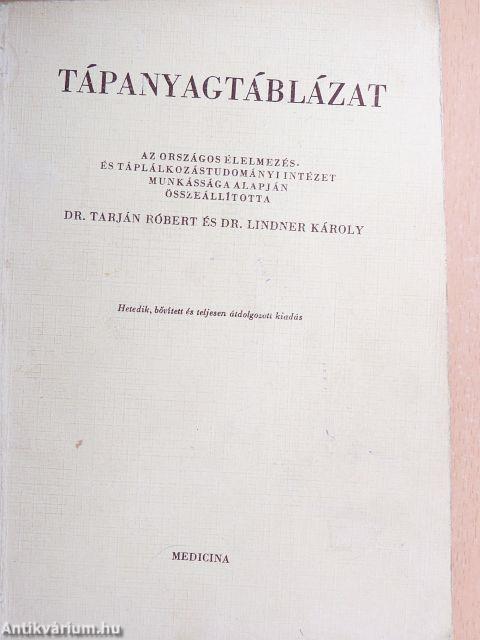 TÁPANYAGTÁBLÁZAT
AZ ORSZÁGOS ÉLELMEZÉS-
ÉS TÁPLÁLKOZÁSTUDOMÁNYI INTÉZET
MUNKÁSSÁGA ALAPJÁN
ÖSSZEÁLLÍTOTTA
DR. TARJÁN RÓBERT ÉS DR. LINDNER KÁROLY
Hetedik, bővített és teljesen átdolgozott kiadás
MEDICINA
Antikvárium.hu